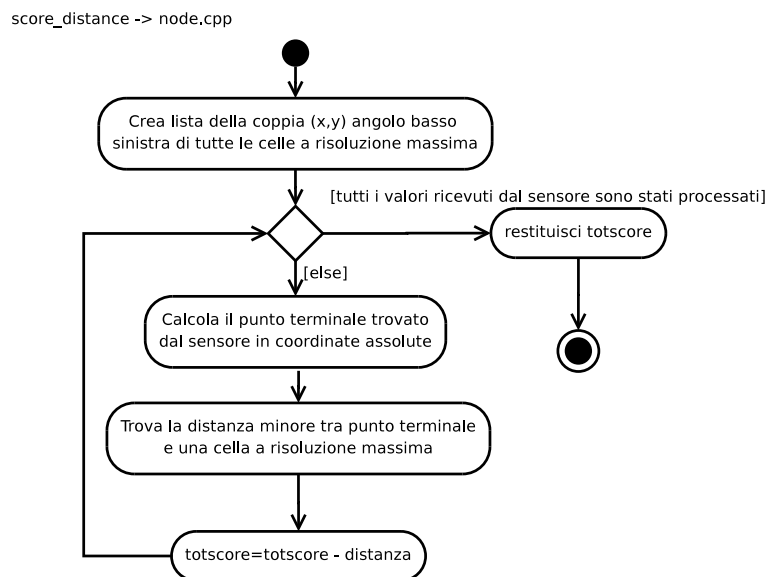 score_distance -> node.cpp
Crea lista della coppia (x,y) angolo basso
sinistra di tutte le celle a risoluzione massima
[tutti i valori ricevuti dal sensore sono stati processati]
restituisci totscore
[else]
Calcola il punto terminale trovato
dal sensore in coordinate assolute
Trova la distanza minore tra punto terminale
e una cella a risoluzione massima
totscore=totscore - distanza